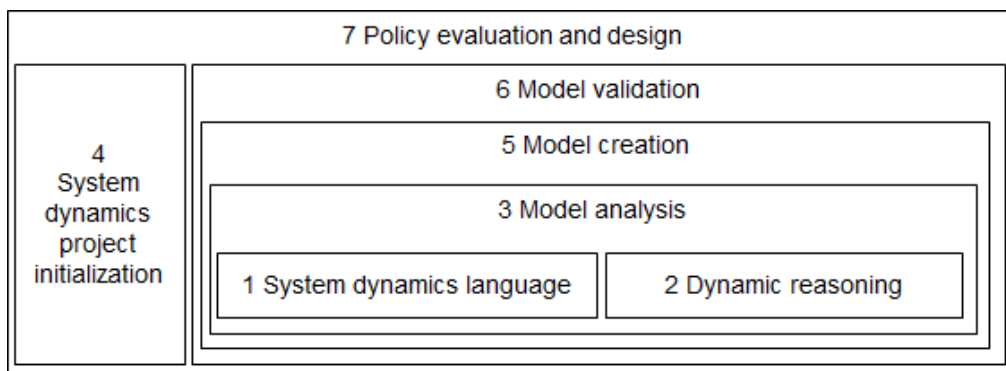 7 Policy evaluation and design
6 Model validation
5 Model creation
4
System
dynamics
project
initialization
3 Model analysis
1 System dynamics language
2 Dynamic reasoning